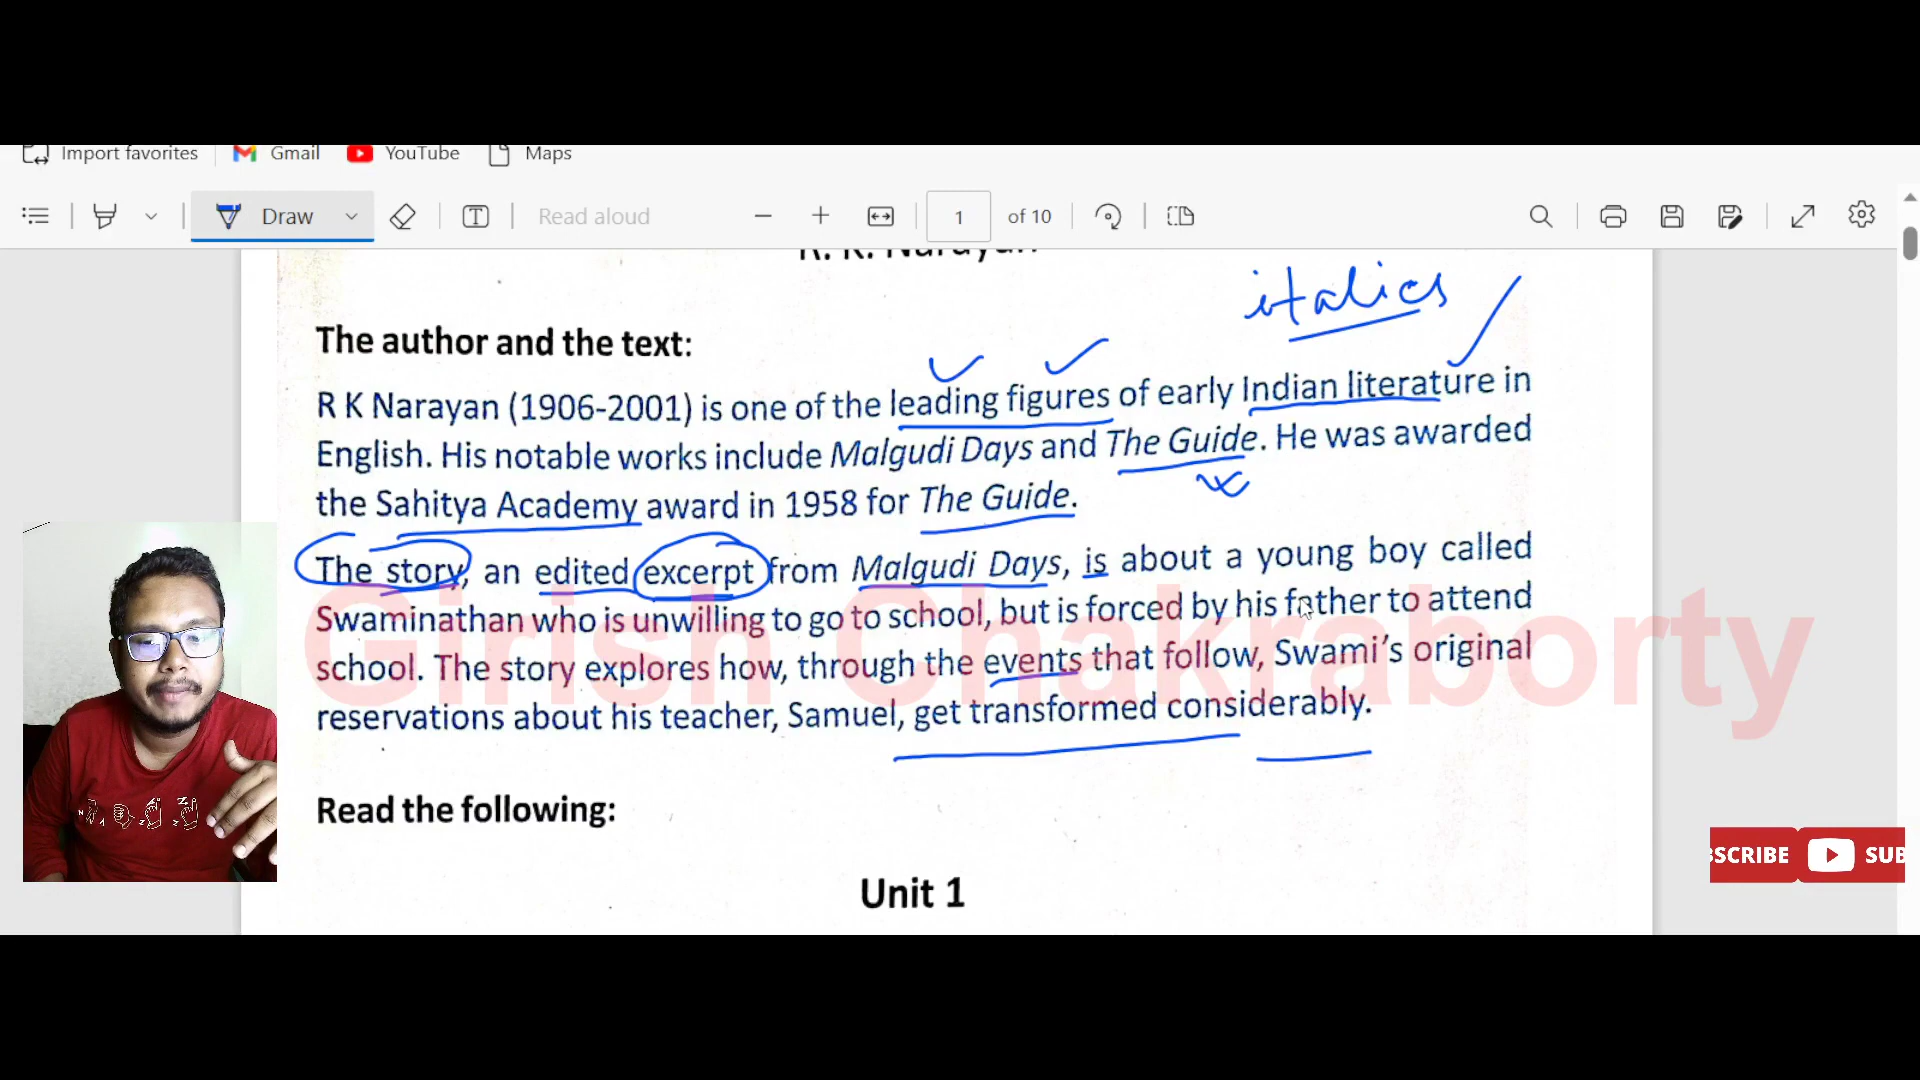 Import favorites Gmail YouTube Maps
Draw T Read aloud 1 of 10
R. K. Narayan
italics
The author and the text:
R K Narayan (1906-2001) is one of the leading figures of early Indian literature in
English. His notable works include Malgudi Days and The Guide. He was awarded
the Sahitya Academy award in 1958 for The Guide.
The story, an edited excerpt from Malgudi Days, is about a young boy called
Swaminathan who is unwilling to go to school, but is forced by his father to attend
school. The story explores how, through the events that follow, Swami's original
reservations about his teacher, Samuel, get transformed considerably.
Girish Chakraborty
Read the following:
BSCRIBE SUB
Unit 1